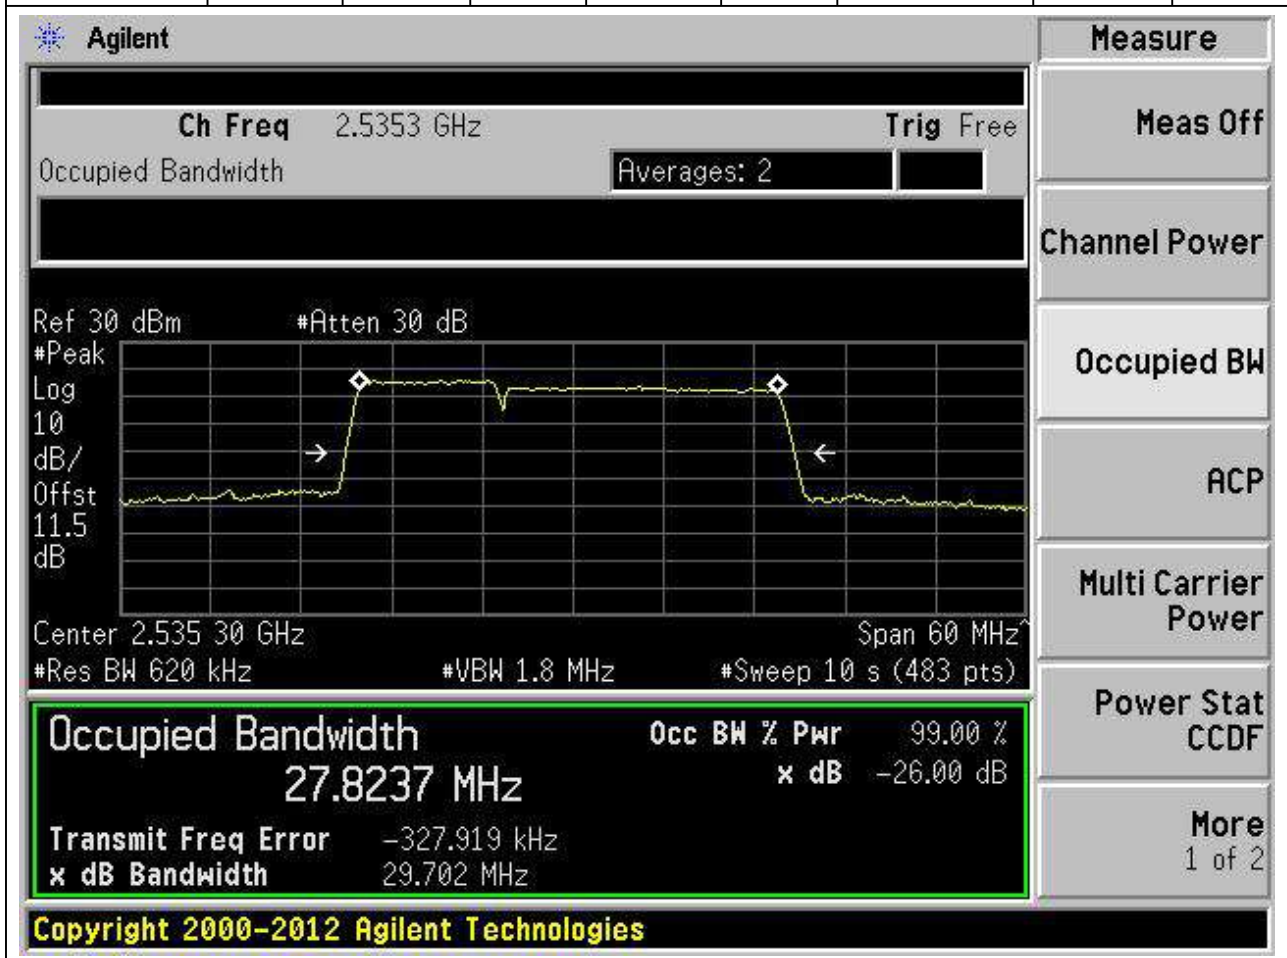 Agilent
Measure
Ch Freq 2.5353 GHz Trig Free
Occupied Bandwidth Averages: 2
Meas Off
Channel Power
Occupied BW
ACP
Multi Carrier
Power
Power Stat
CCDF
More
1 of 2
Ref 30 dBm #Atten 30 dB
#Peak
Log
10
dB/
Offst
11.5
dB
Center 2.535 30 GHz Span 60 MHz^
#Res BW 620 kHz #VBW 1.8 MHz #Sweep 10 s (483 pts)
Occupied Bandwidth Occ BW % Pwr 99.00 %
27.8237 MHz x dB -26.00 dB
Transmit Freq Error -327.919 kHz
x dB Bandwidth 29.702 MHz
Copyright 2000-2012 Agilent Technologies